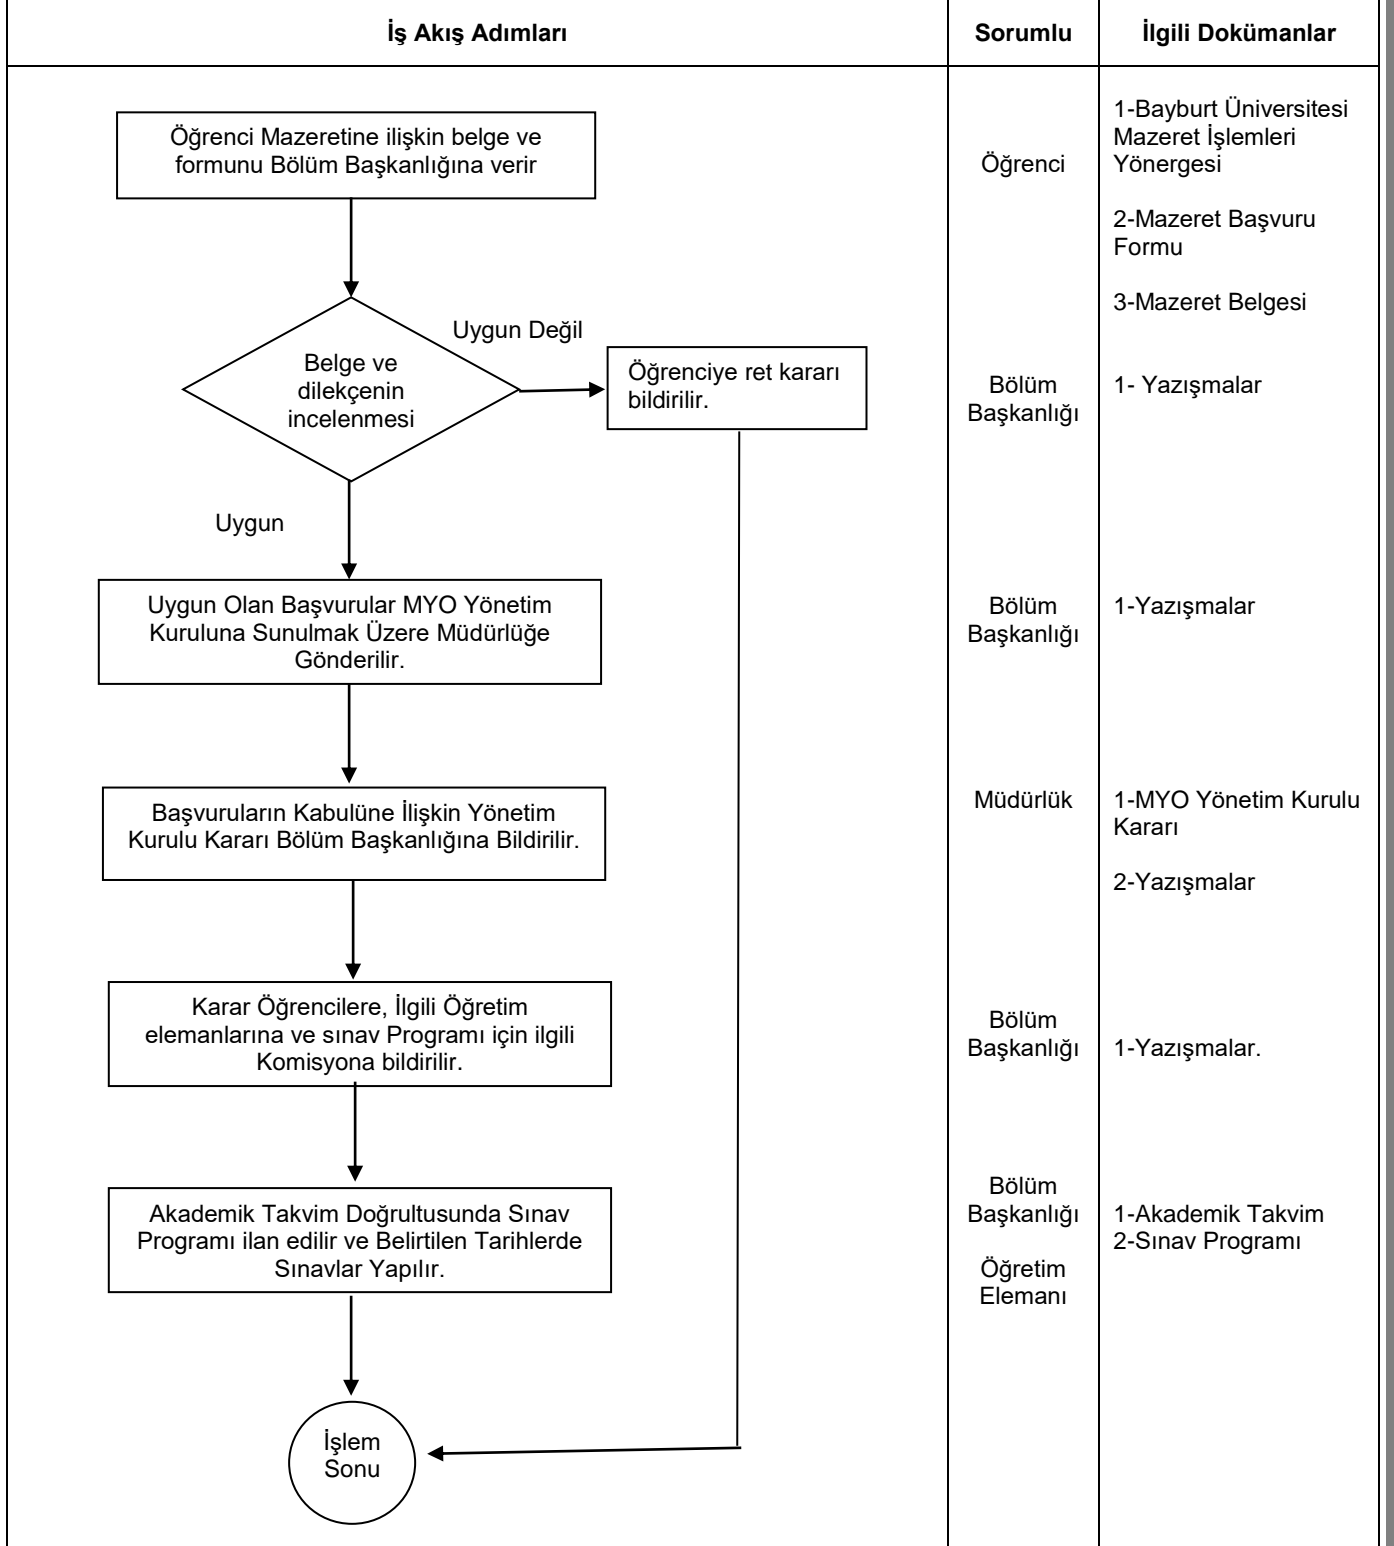 İş Akış Adımları
Sorumlu
İlgili Dokümanlar
Öğrenci Mazeretine ilişkin belge ve
formunu Bölüm Başkanlığına verir
Öğrenci
1-Bayburt Üniversitesi
Mazeret İşlemleri
Yönergesi
2-Mazeret Başvuru
Formu
3-Mazeret Belgesi
Uygun Değil
Belge ve
dilekçenin
incelenmesi
Öğrenciye ret kararı
bildirilir.
Bölüm
Başkanlığı
1- Yazışmalar
Uygun
Uygun Olan Başvurular MYO Yönetim
Kuruluna Sunulmak Üzere Müdürlüğe
Gönderilir.
Bölüm
Başkanlığı
1-Yazışmalar
Başvuruların Kabulüne İlişkin Yönetim
Kurulu Kararı Bölüm Başkanlığına Bildirilir.
Müdürlük
1-MYO Yönetim Kurulu
Kararı
2-Yazışmalar
Karar Öğrencilere, İlgili Öğretim
elemanlarına ve sınav Programı için ilgili
Komisyona bildirilir.
Bölüm
Başkanlığı
1-Yazışmalar.
Akademik Takvim Doğrultusunda Sınav
Programı ilan edilir ve Belirtilen Tarihlerde
Sınavlar Yapılır.
Bölüm
Başkanlığı
Öğretim
Elemanı
1-Akademik Takvim
2-Sınav Programı
İşlem
Sonu